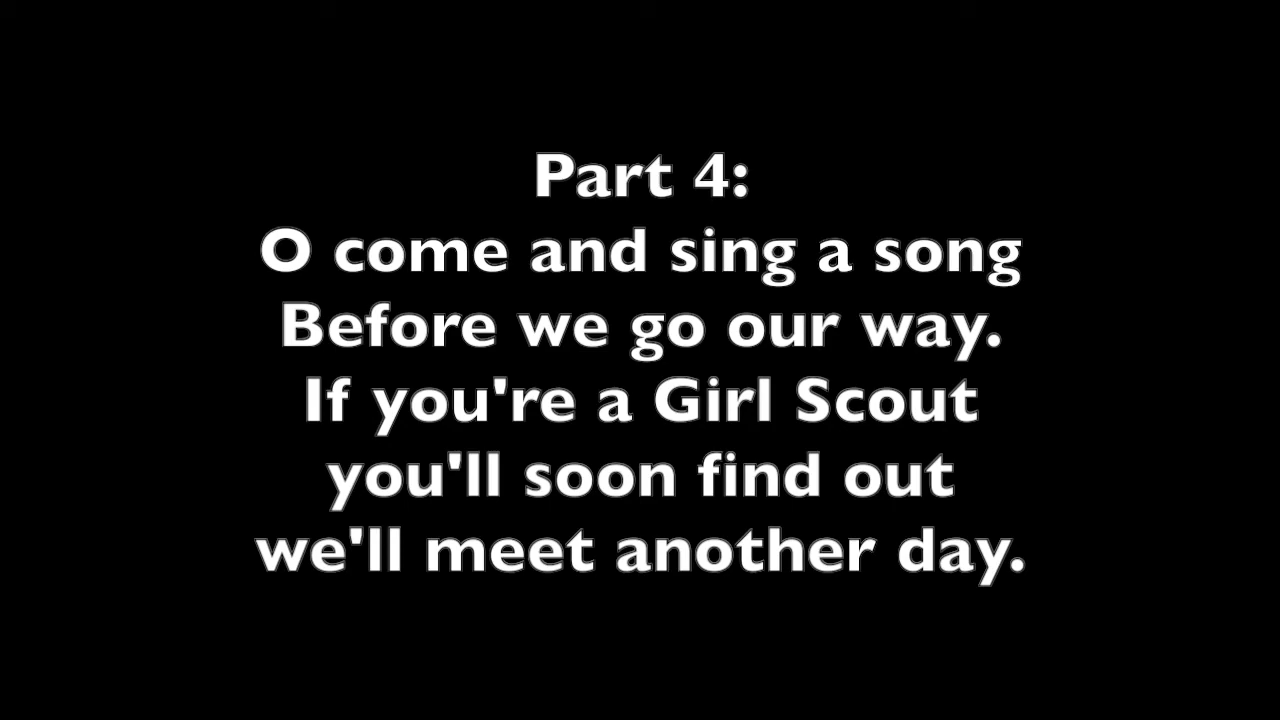 Part 4:
O come and sing a song
Before we go our way.
If you're a Girl Scout
you'll soon find out
we'll meet another day.